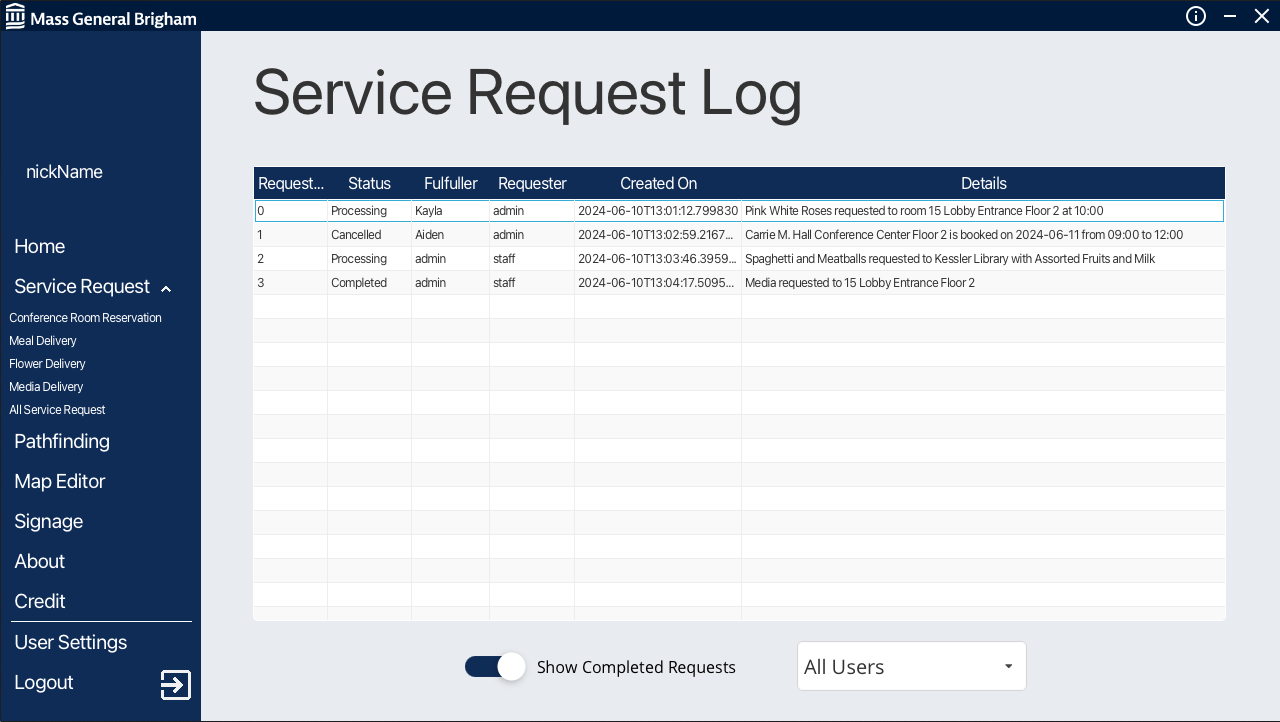 Mass General Brigham
nickName
Home
Service Request
Conference Room Reservation
Meal Delivery
Flower Delivery
Media Delivery
All Service Request
Pathfinding
Map Editor
Signage
About
Credit
User Settings
Logout
Service Request Log
Request... Status Fulfuller Requester Created On Details
0 Processing Kayla admin 2024-06-10T13:01:12.799830 Pink White Roses requested to room 15 Lobby Entrance Floor 2 at 10:00
1 Cancelled Aiden admin 2024-06-10T13:02:59.2167... Carrie M. Hall Conference Center Floor 2 is booked on 2024-06-11 from 09:00 to 12:00
2 Processing admin staff 2024-06-10T13:03:46.3959... Spaghetti and Meatballs requested to Kessler Library with Assorted Fruits and Milk
3 Completed admin staff 2024-06-10T13:04:17.5095... Media requested to 15 Lobby Entrance Floor 2
Show Completed Requests
All Users